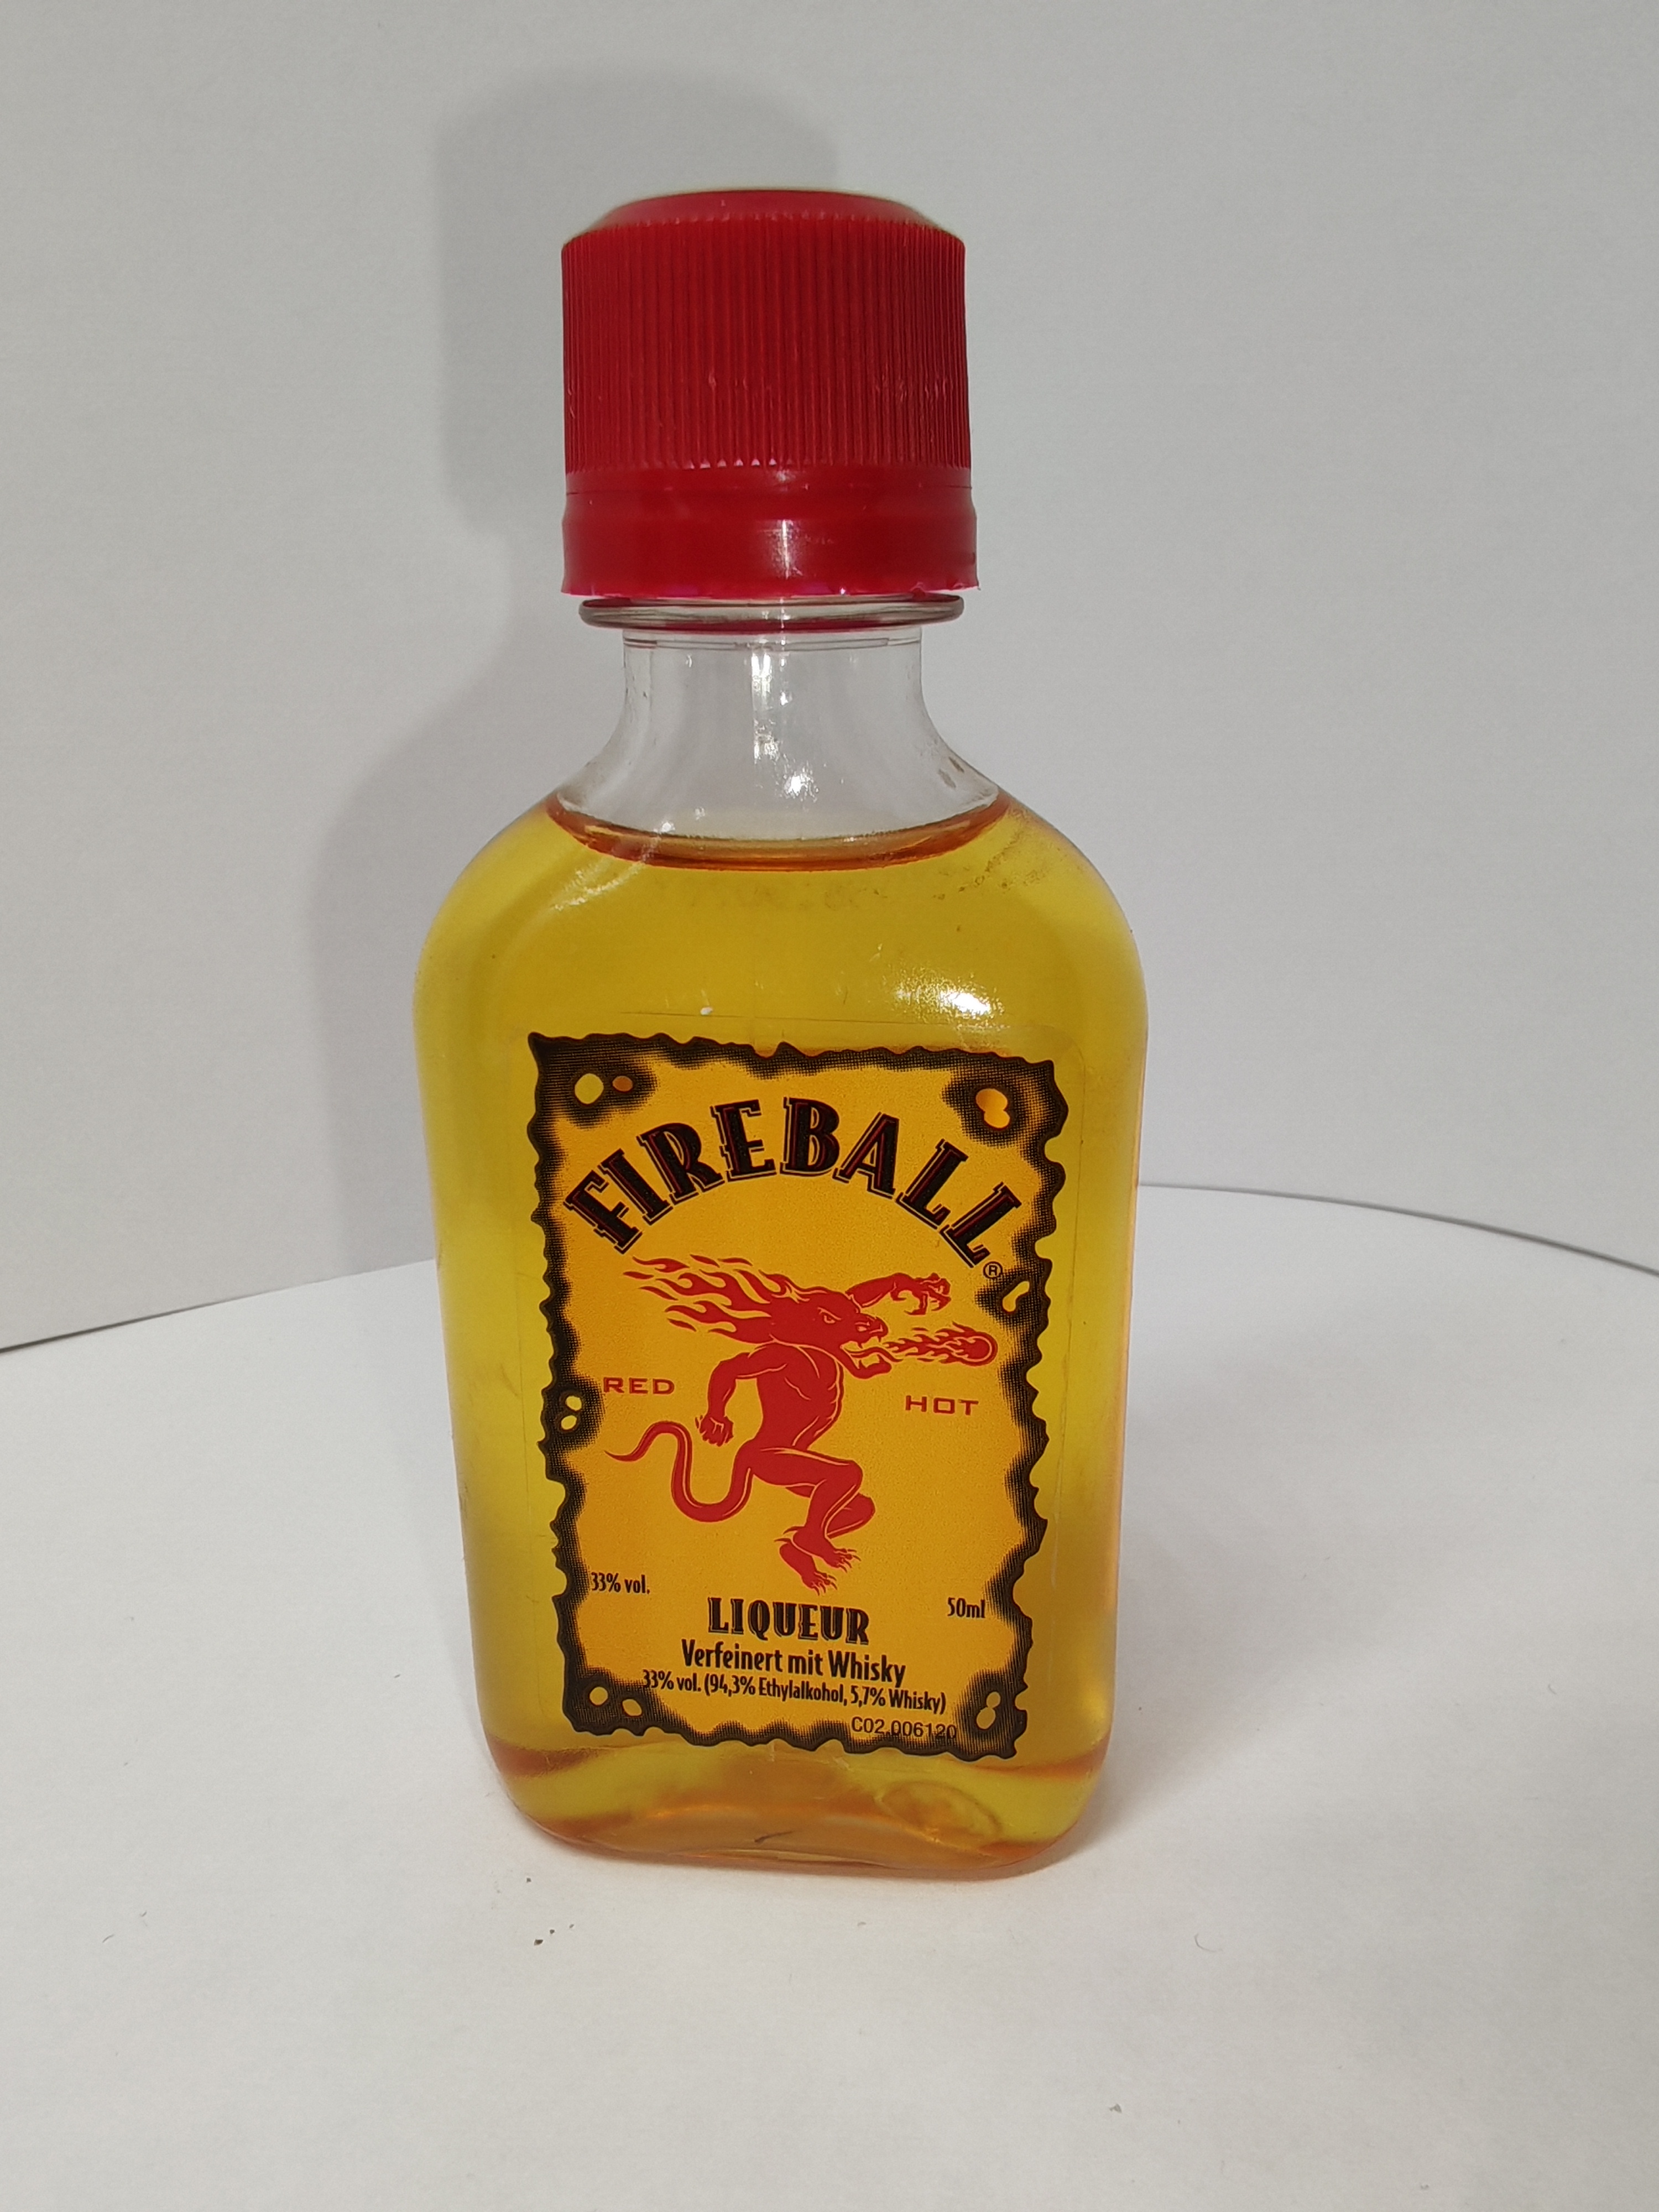 FIREBALL®
RED
HOT
33% vol.
50ml
LIQUEUR
Verfeinert mit Whisky
33% vol. (94,3% Ethylalkohol, 5,7% Whisky)
C02.006120